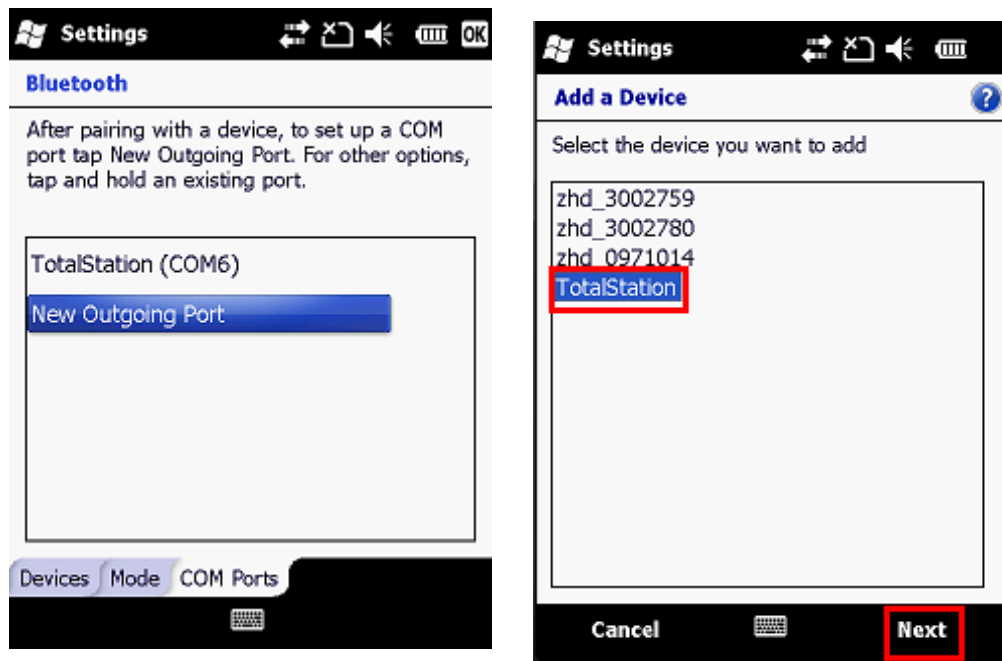 Settings
OK
Bluetooth
After pairing with a device, to set up a COM
port tap New Outgoing Port. For other options,
tap and hold an existing port.
TotalStation (COM6)
New Outgoing Port
Devices Mode COM Ports
Settings
Add a Device
?
Select the device you want to add
zhd_3002759
zhd_3002780
zhd_0971014
TotalStation
Cancel Next